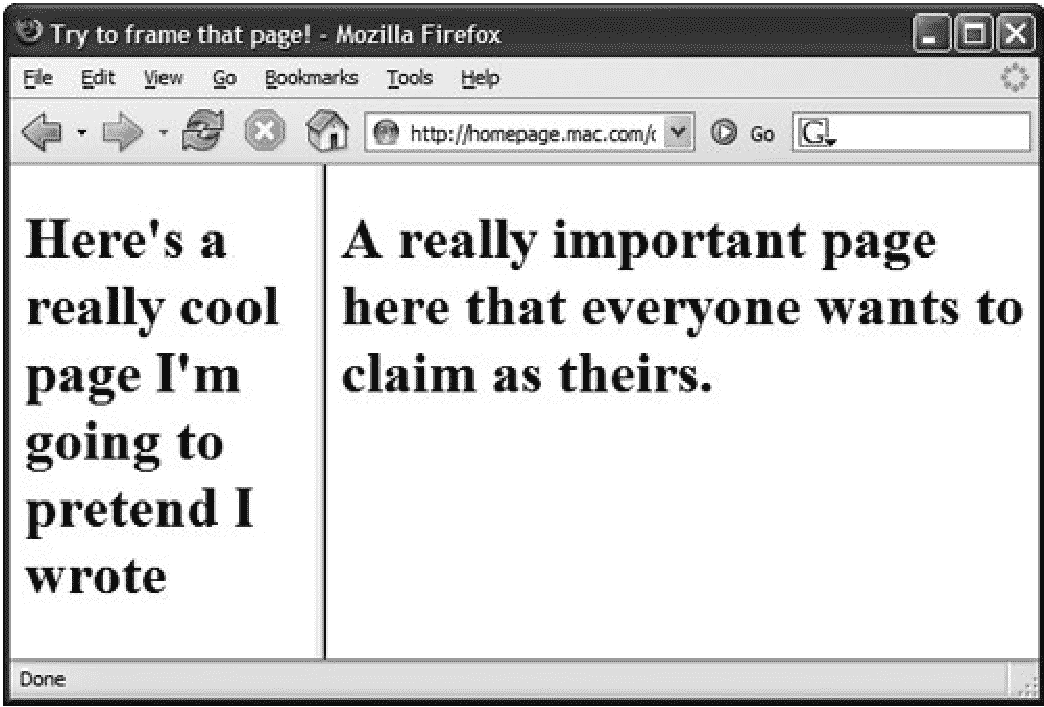 Try to frame that page! - Mozilla Firefox
File Edit View Go Bookmarks Tools Help
http://homepage.mac.com/c Go G
Here's a
really cool
page I'm
going to
pretend I
wrote
A really important page
here that everyone wants to
claim as theirs.
Done